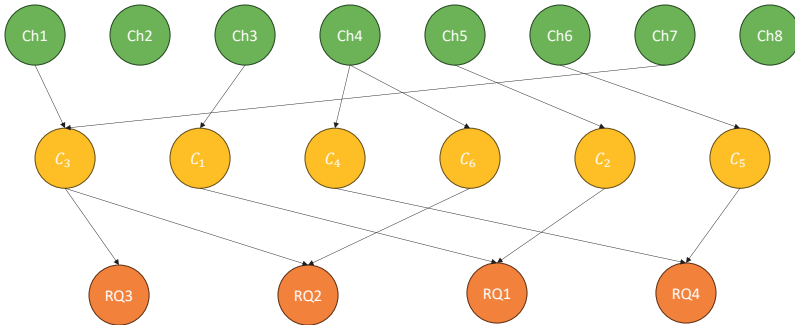 Ch1 Ch2 Ch3 Ch4 Ch5 Ch6 Ch7 Ch8
C₃ C₁ C₄ C₆ C₂ C₅
RQ3 RQ2 RQ1 RQ4